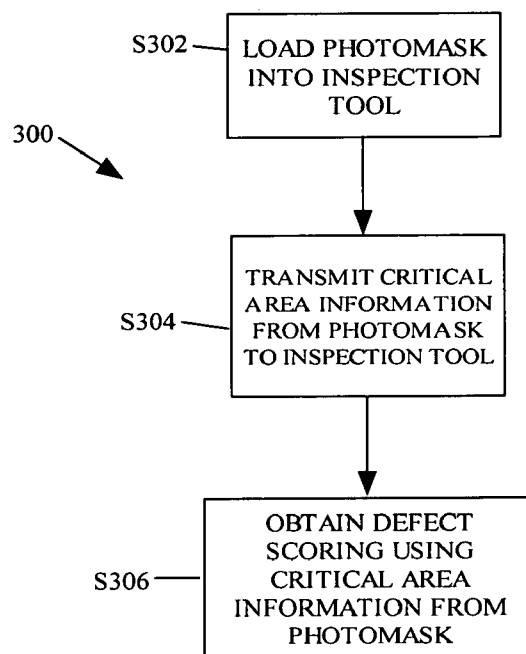 S302
LOAD PHOTOMASK
INTO INSPECTION
TOOL
300
S304
TRANSMIT CRITICAL
AREA INFORMATION
FROM PHOTOMASK
TO INSPECTION TOOL
S306
OBTAIN DEFECT
SCORING USING
CRITICAL AREA
INFORMATION FROM
PHOTOMASK